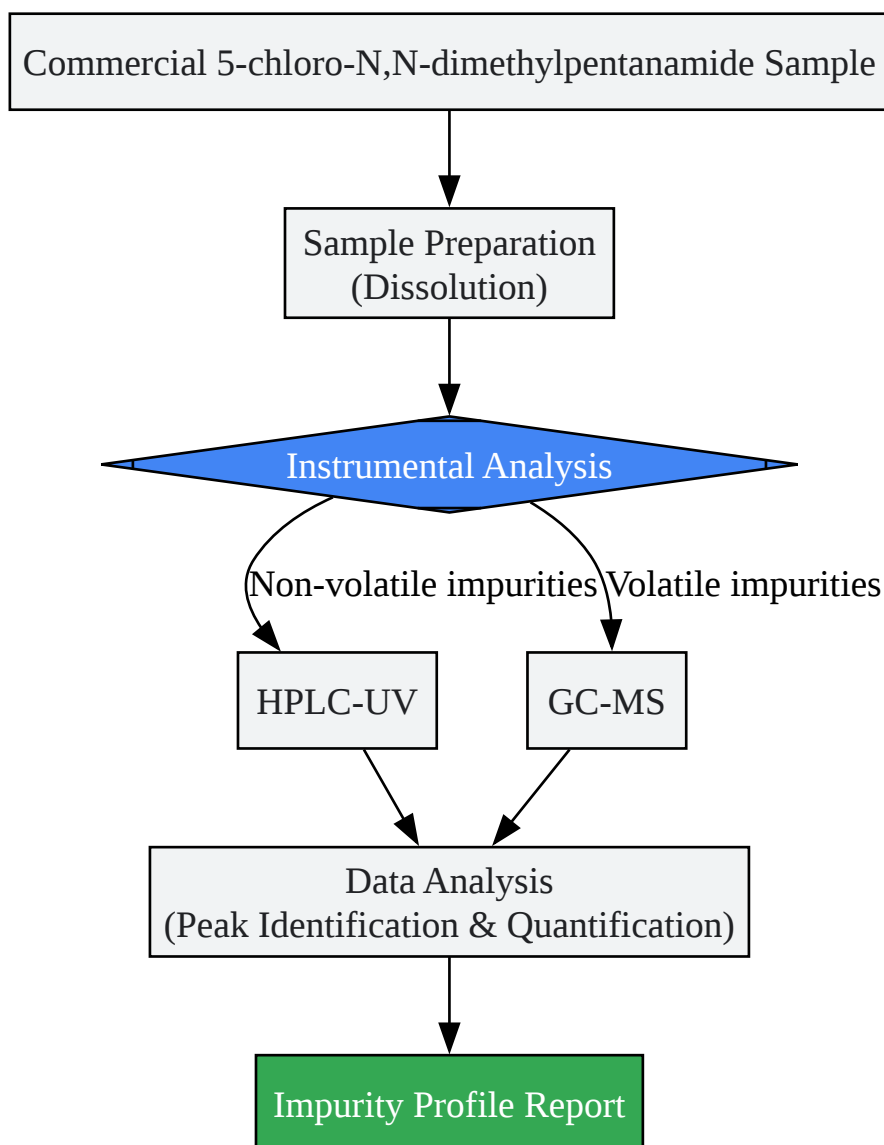 Commercial 5-chloro-N,N-dimethylpentanamide Sample
Sample Preparation
(Dissolution)
Instrumental Analysis
Non-volatile impurities
Volatile impurities
HPLC-UV
GC-MS
Data Analysis
(Peak Identification & Quantification)
Impurity Profile Report